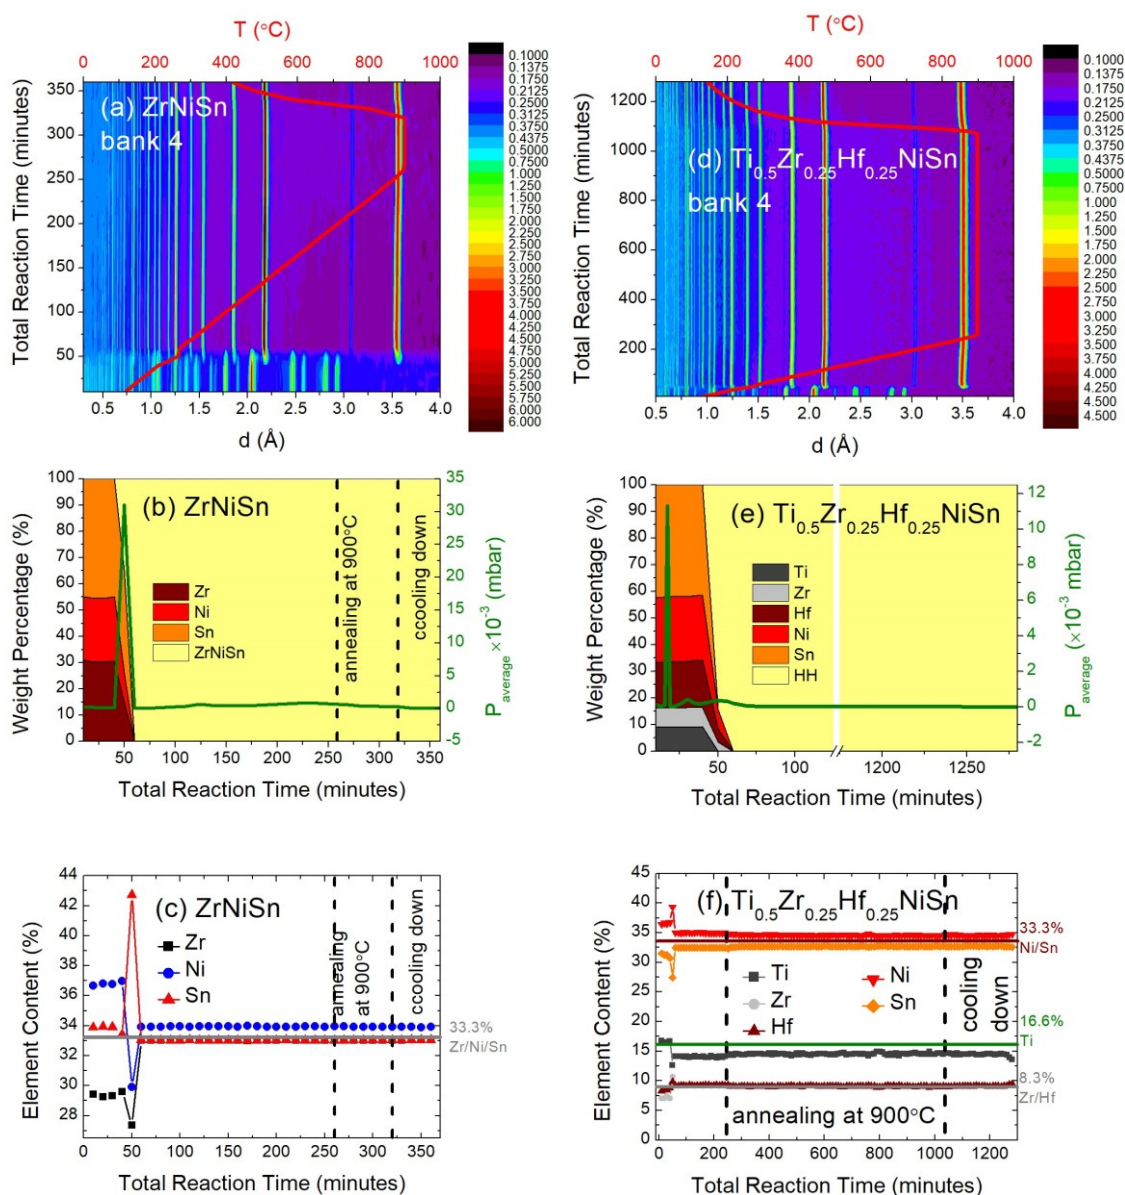 T (°C)
0 200 400 600 800 1000
Total Reaction Time (minutes)
350
300
250
200
150
100
50
(a) ZrNiSn
bank 4
0.5 1.0 1.5 2.0 2.5 3.0 3.5 4.0
d (Å)
0.1000
0.1375
0.1750
0.2125
0.2500
0.3125
0.3750
0.4375
0.5000
0.6250
0.7500
0.8750
1.000
1.250
1.500
1.750
2.000
2.250
2.500
2.750
3.000
3.250
3.500
3.750
4.000
4.250
4.500
4.750
5.000
5.250
5.500
5.750
6.000
T (°C)
0 200 400 600 800 1000
Total Reaction Time (minutes)
1200
1000
800
600
400
200
(d) Ti0.5Zr0.25Hf0.25NiSn
bank 4
0.5 1.0 1.5 2.0 2.5 3.0 3.5 4.0
d (Å)
0.1000
0.1375
0.1750
0.2125
0.2500
0.3125
0.3750
0.4375
0.5000
0.6250
0.7500
0.8750
1.000
1.250
1.500
1.750
2.000
2.250
2.500
2.750
3.000
3.250
3.500
3.750
4.000
4.250
4.500
Weight Percentage (%)
100
90
80
70
60
50
40
30
20
10
0
(b) ZrNiSn
Zr
Ni
Sn
ZrNiSn
annealing at 900°C
ccooling down
35
30
25
20
15
10
5
0
-5
Paverage ×10-3 (mbar)
0 50 100 150 200 250 300 350
Total Reaction Time (minutes)
Weight Percentage (%)
100
90
80
70
60
50
40
30
20
10
0
(e) Ti0.5Zr0.25Hf0.25NiSn
Ti
Zr
Hf
Ni
Sn
HH
12
10
8
6
4
2
0
-2
Paverage (×10-3 mbar)
50 100 1200 1250
Total Reaction Time (minutes)
Element Content (%)
44
42
40
38
36
34
32
30
28
(c) ZrNiSn
Zr
Ni
Sn
annealing
at 900°C
ccooling down
33.3%
Zr/Ni/Sn
0 50 100 150 200 250 300 350
Total Reaction Time (minutes)
Element Content (%)
45
40
35
30
25
20
15
10
5
0
(f) Ti0.5Zr0.25Hf0.25NiSn
Ti
Zr
Hf
Ni
Sn
cooling
down
annealing at 900°C
33.3%
Ni/Sn
16.6%
Ti
8.3%
Zr/Hf
0 200 400 600 800 1000 1200
Total Reaction Time (minutes)